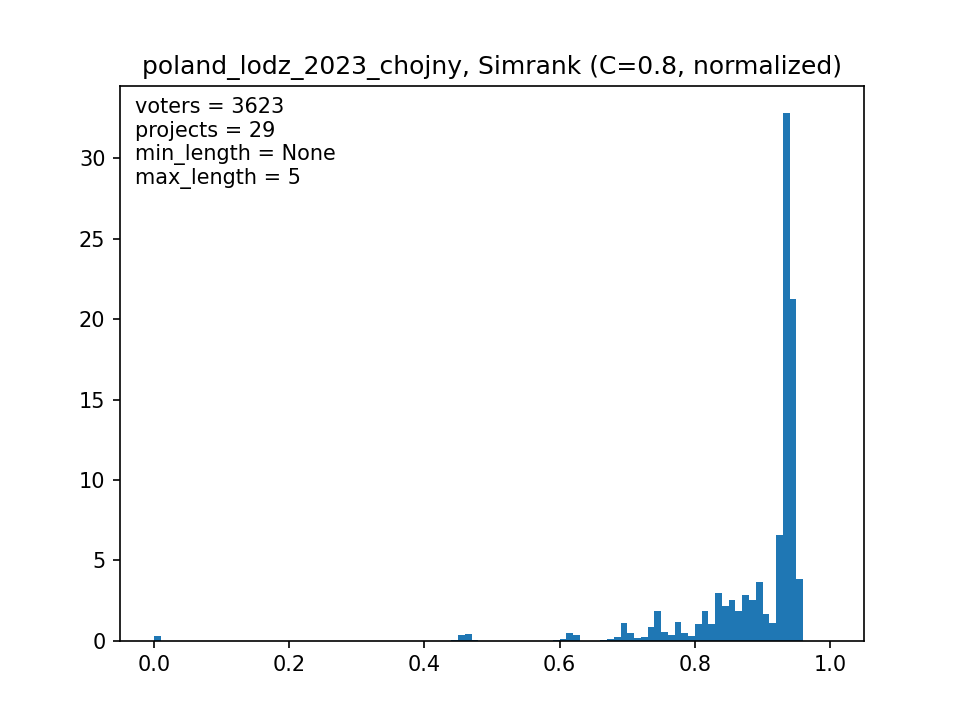 poland_lodz_2023_chojny, Simrank (C=0.8, normalized)
voters = 3623
projects = 29
min_length = None
max_length = 5
30
25
20
15
10
5
0
0.0 0.2 0.4 0.6 0.8 1.0